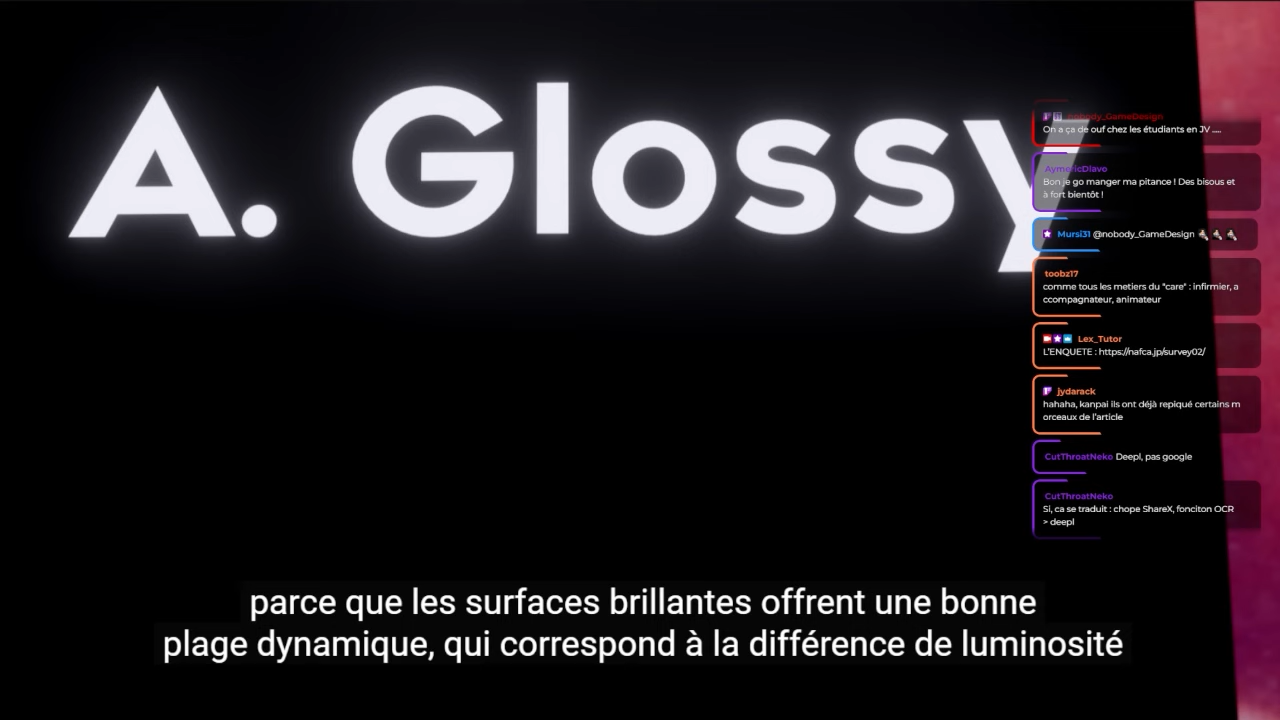 A. Glossy
nobody_GameDesign
On a ça de ouf chez les étudiants en JV .....
AymericDiavo
Bon je go manger ma pitance ! Des bisous et
à fort bientôt !
Mursi31 @nobody_GameDesign
toobz17
comme tous les metiers du "care" : infirmier, a
ccompagnateur, animateur
Lex_Tutor
L'ENQUETE : https://nafca.jp/survey02/
jydarack
hahaha, kanpai ils ont déjà repiqué certains m
orceaux de l'article
CutThroatNeko Deepl, pas google
CutThroatNeko
Si, ca se traduit : chope ShareX, fonciton OCR
> deepl
parce que les surfaces brillantes offrent une bonne
plage dynamique, qui correspond à la différence de luminosité